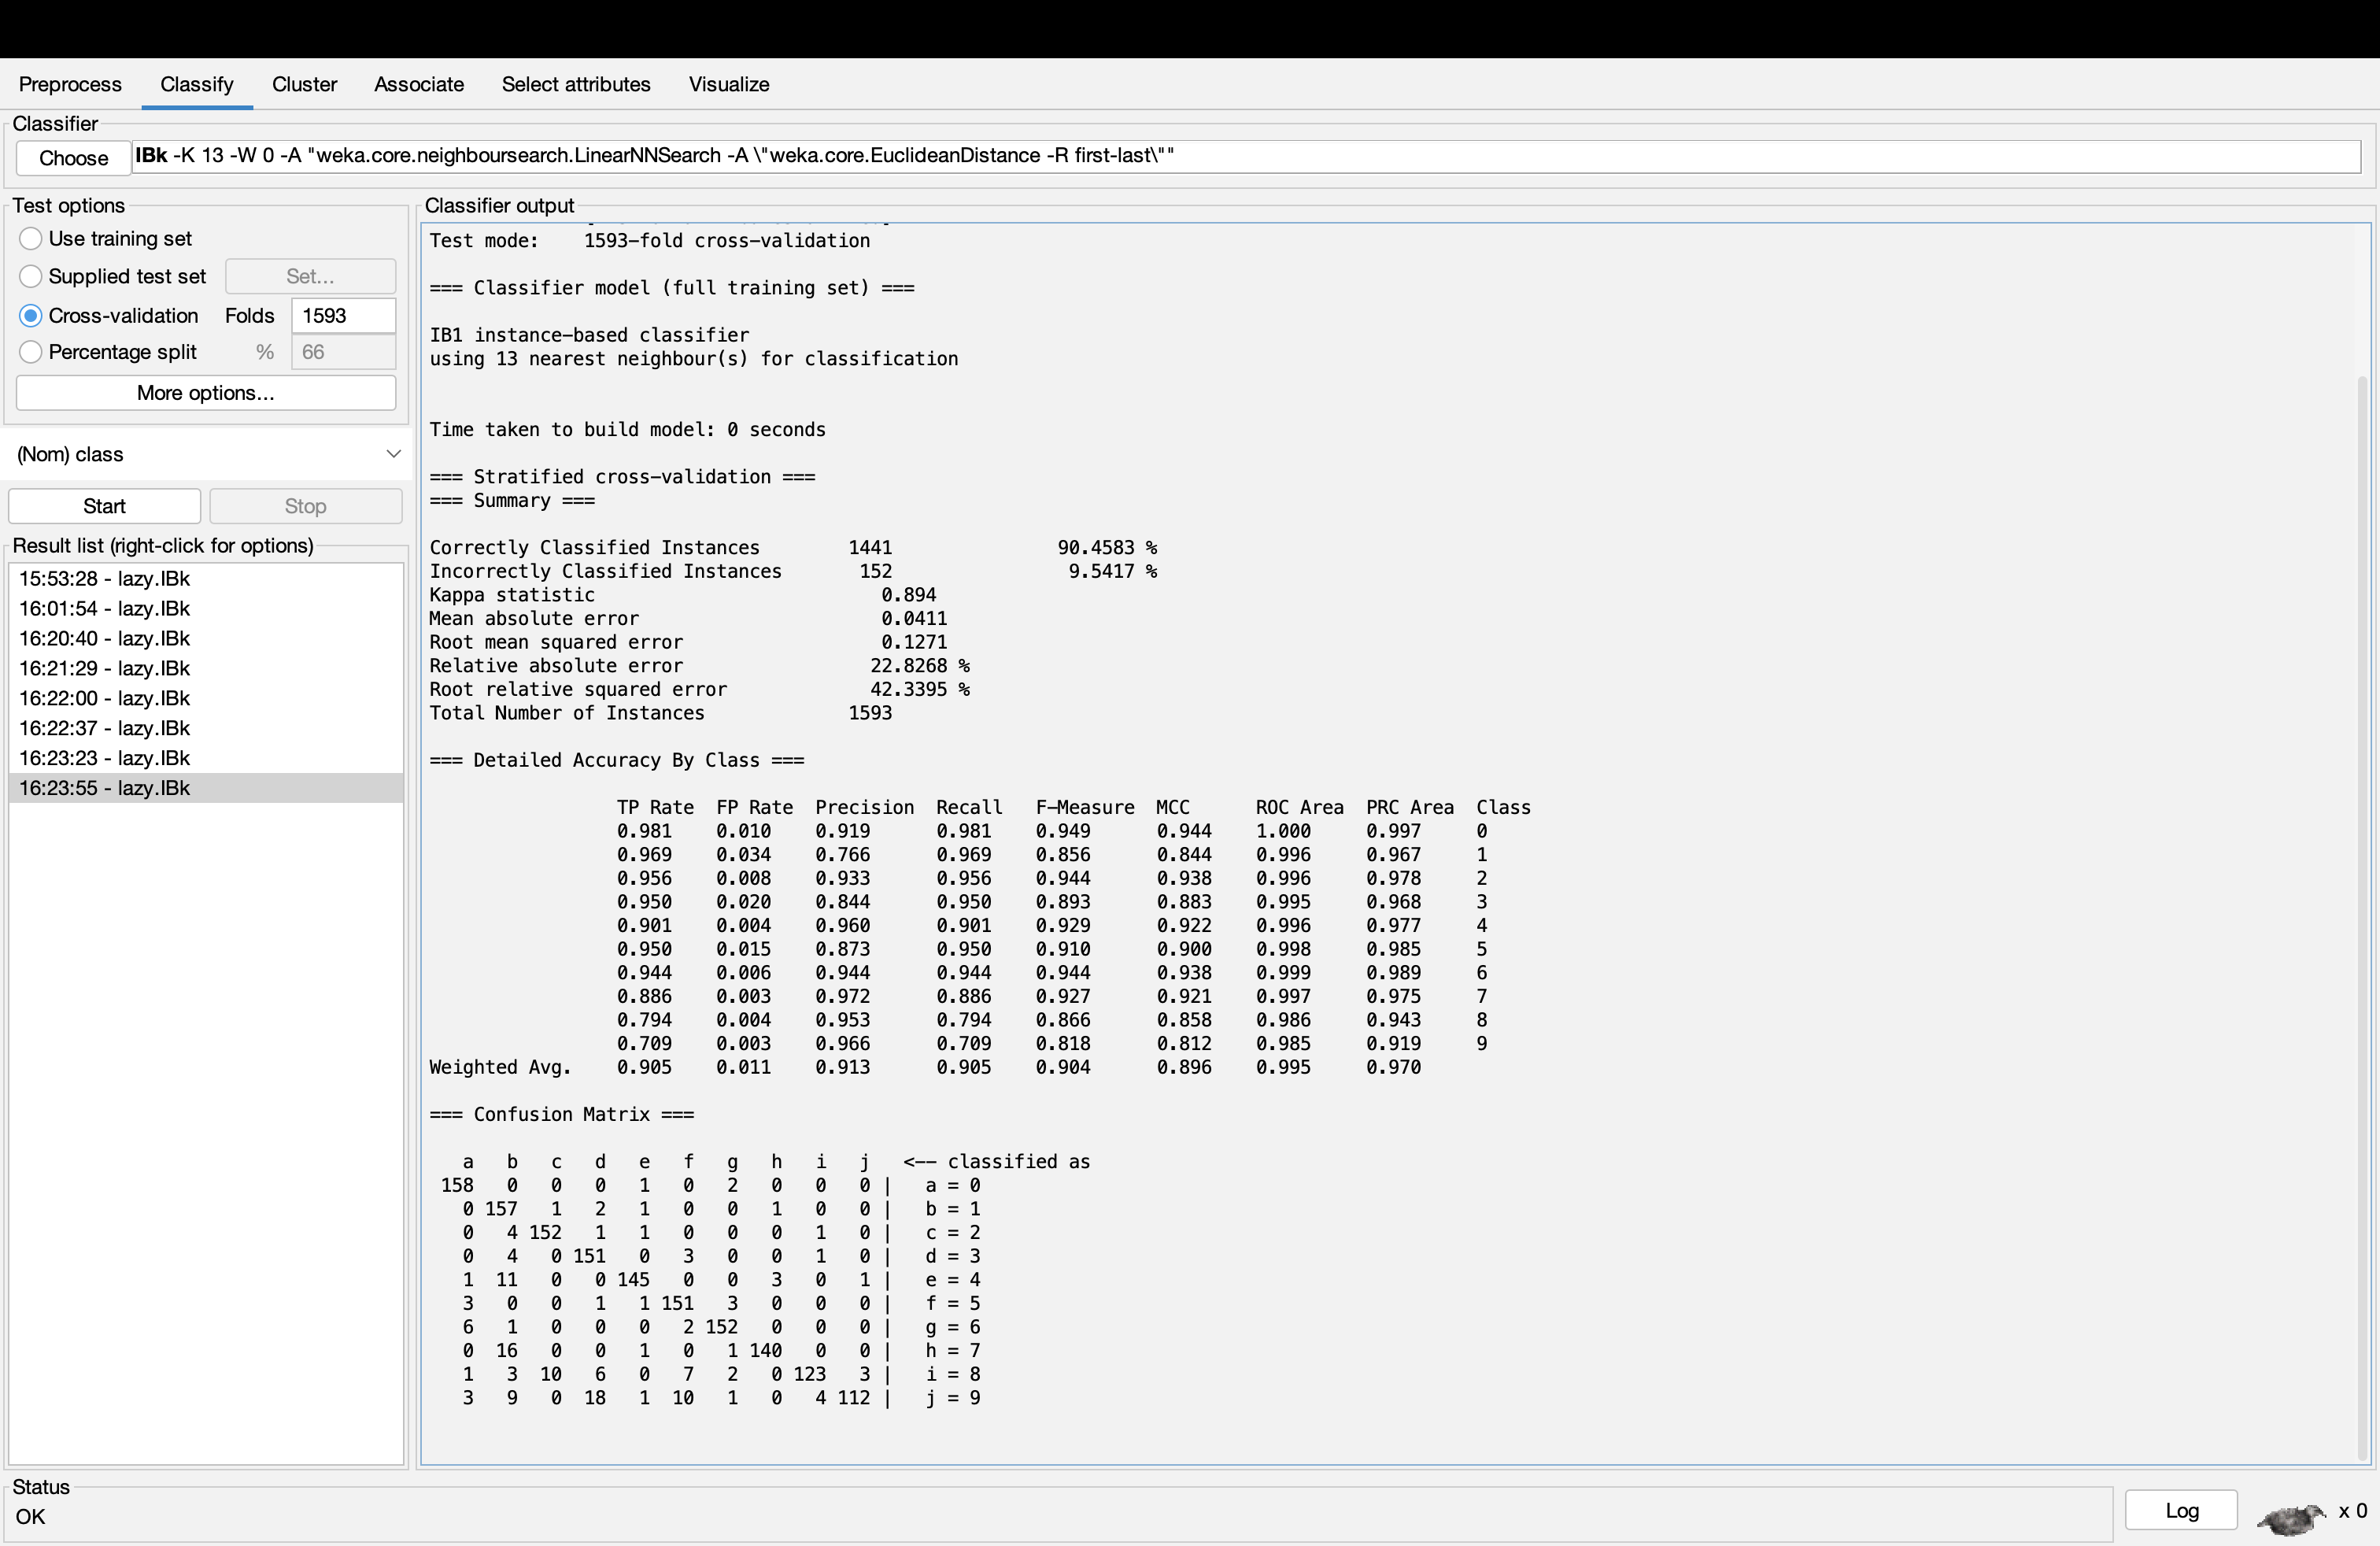 Preprocess Classify Cluster Associate Select attributes Visualize
Classifier
Choose IBk -K 13 -W 0 -A "weka.core.neighboursearch.LinearNNSearch -A \"weka.core.EuclideanDistance -R first-last\""
Test options
Use training set
Supplied test set Set...
Cross-validation Folds 1593
Percentage split % 66
More options...
(Nom) class
Start Stop
Result list (right-click for options)
15:53:28 - lazy.IBk
16:01:54 - lazy.IBk
16:20:40 - lazy.IBk
16:21:29 - lazy.IBk
16:22:00 - lazy.IBk
16:22:37 - lazy.IBk
16:23:23 - lazy.IBk
16:23:55 - lazy.IBk
Classifier output
Test mode: 1593-fold cross-validation
=== Classifier model (full training set) ===
IB1 instance-based classifier
using 13 nearest neighbour(s) for classification
Time taken to build model: 0 seconds
=== Stratified cross-validation ===
=== Summary ===
Correctly Classified Instances 1441 90.4583 %
Incorrectly Classified Instances 152 9.5417 %
Kappa statistic 0.894
Mean absolute error 0.0411
Root mean squared error 0.1271
Relative absolute error 22.8268 %
Root relative squared error 42.3395 %
Total Number of Instances 1593
=== Detailed Accuracy By Class ===
TP Rate FP Rate Precision Recall F-Measure MCC ROC Area PRC Area Class
0.981 0.010 0.919 0.981 0.949 0.944 1.000 0.997 0
0.969 0.034 0.766 0.969 0.856 0.844 0.996 0.967 1
0.956 0.008 0.933 0.956 0.944 0.938 0.996 0.978 2
0.950 0.020 0.844 0.950 0.893 0.883 0.995 0.968 3
0.901 0.004 0.960 0.901 0.929 0.922 0.996 0.977 4
0.950 0.015 0.873 0.950 0.910 0.900 0.998 0.985 5
0.944 0.006 0.944 0.944 0.944 0.938 0.999 0.989 6
0.886 0.003 0.972 0.886 0.927 0.921 0.997 0.975 7
0.794 0.004 0.953 0.794 0.866 0.858 0.986 0.943 8
0.709 0.003 0.966 0.709 0.818 0.812 0.985 0.919 9
Weighted Avg. 0.905 0.011 0.913 0.905 0.904 0.896 0.995 0.970
=== Confusion Matrix ===
a b c d e f g h i j <-- classified as
158 0 0 0 1 0 2 0 0 0 | a = 0
0 157 1 2 1 0 0 1 0 0 | b = 1
0 4 152 1 1 0 0 0 1 0 | c = 2
0 4 0 151 0 3 0 0 1 0 | d = 3
1 11 0 0 145 0 0 3 0 1 | e = 4
3 0 0 1 1 151 3 0 0 0 | f = 5
6 1 0 0 0 2 152 0 0 0 | g = 6
0 16 0 0 1 0 1 140 0 0 | h = 7
1 3 10 6 0 7 2 0 123 3 | i = 8
3 9 0 18 1 10 1 0 4 112 | j = 9
Status
OK
Log x 0